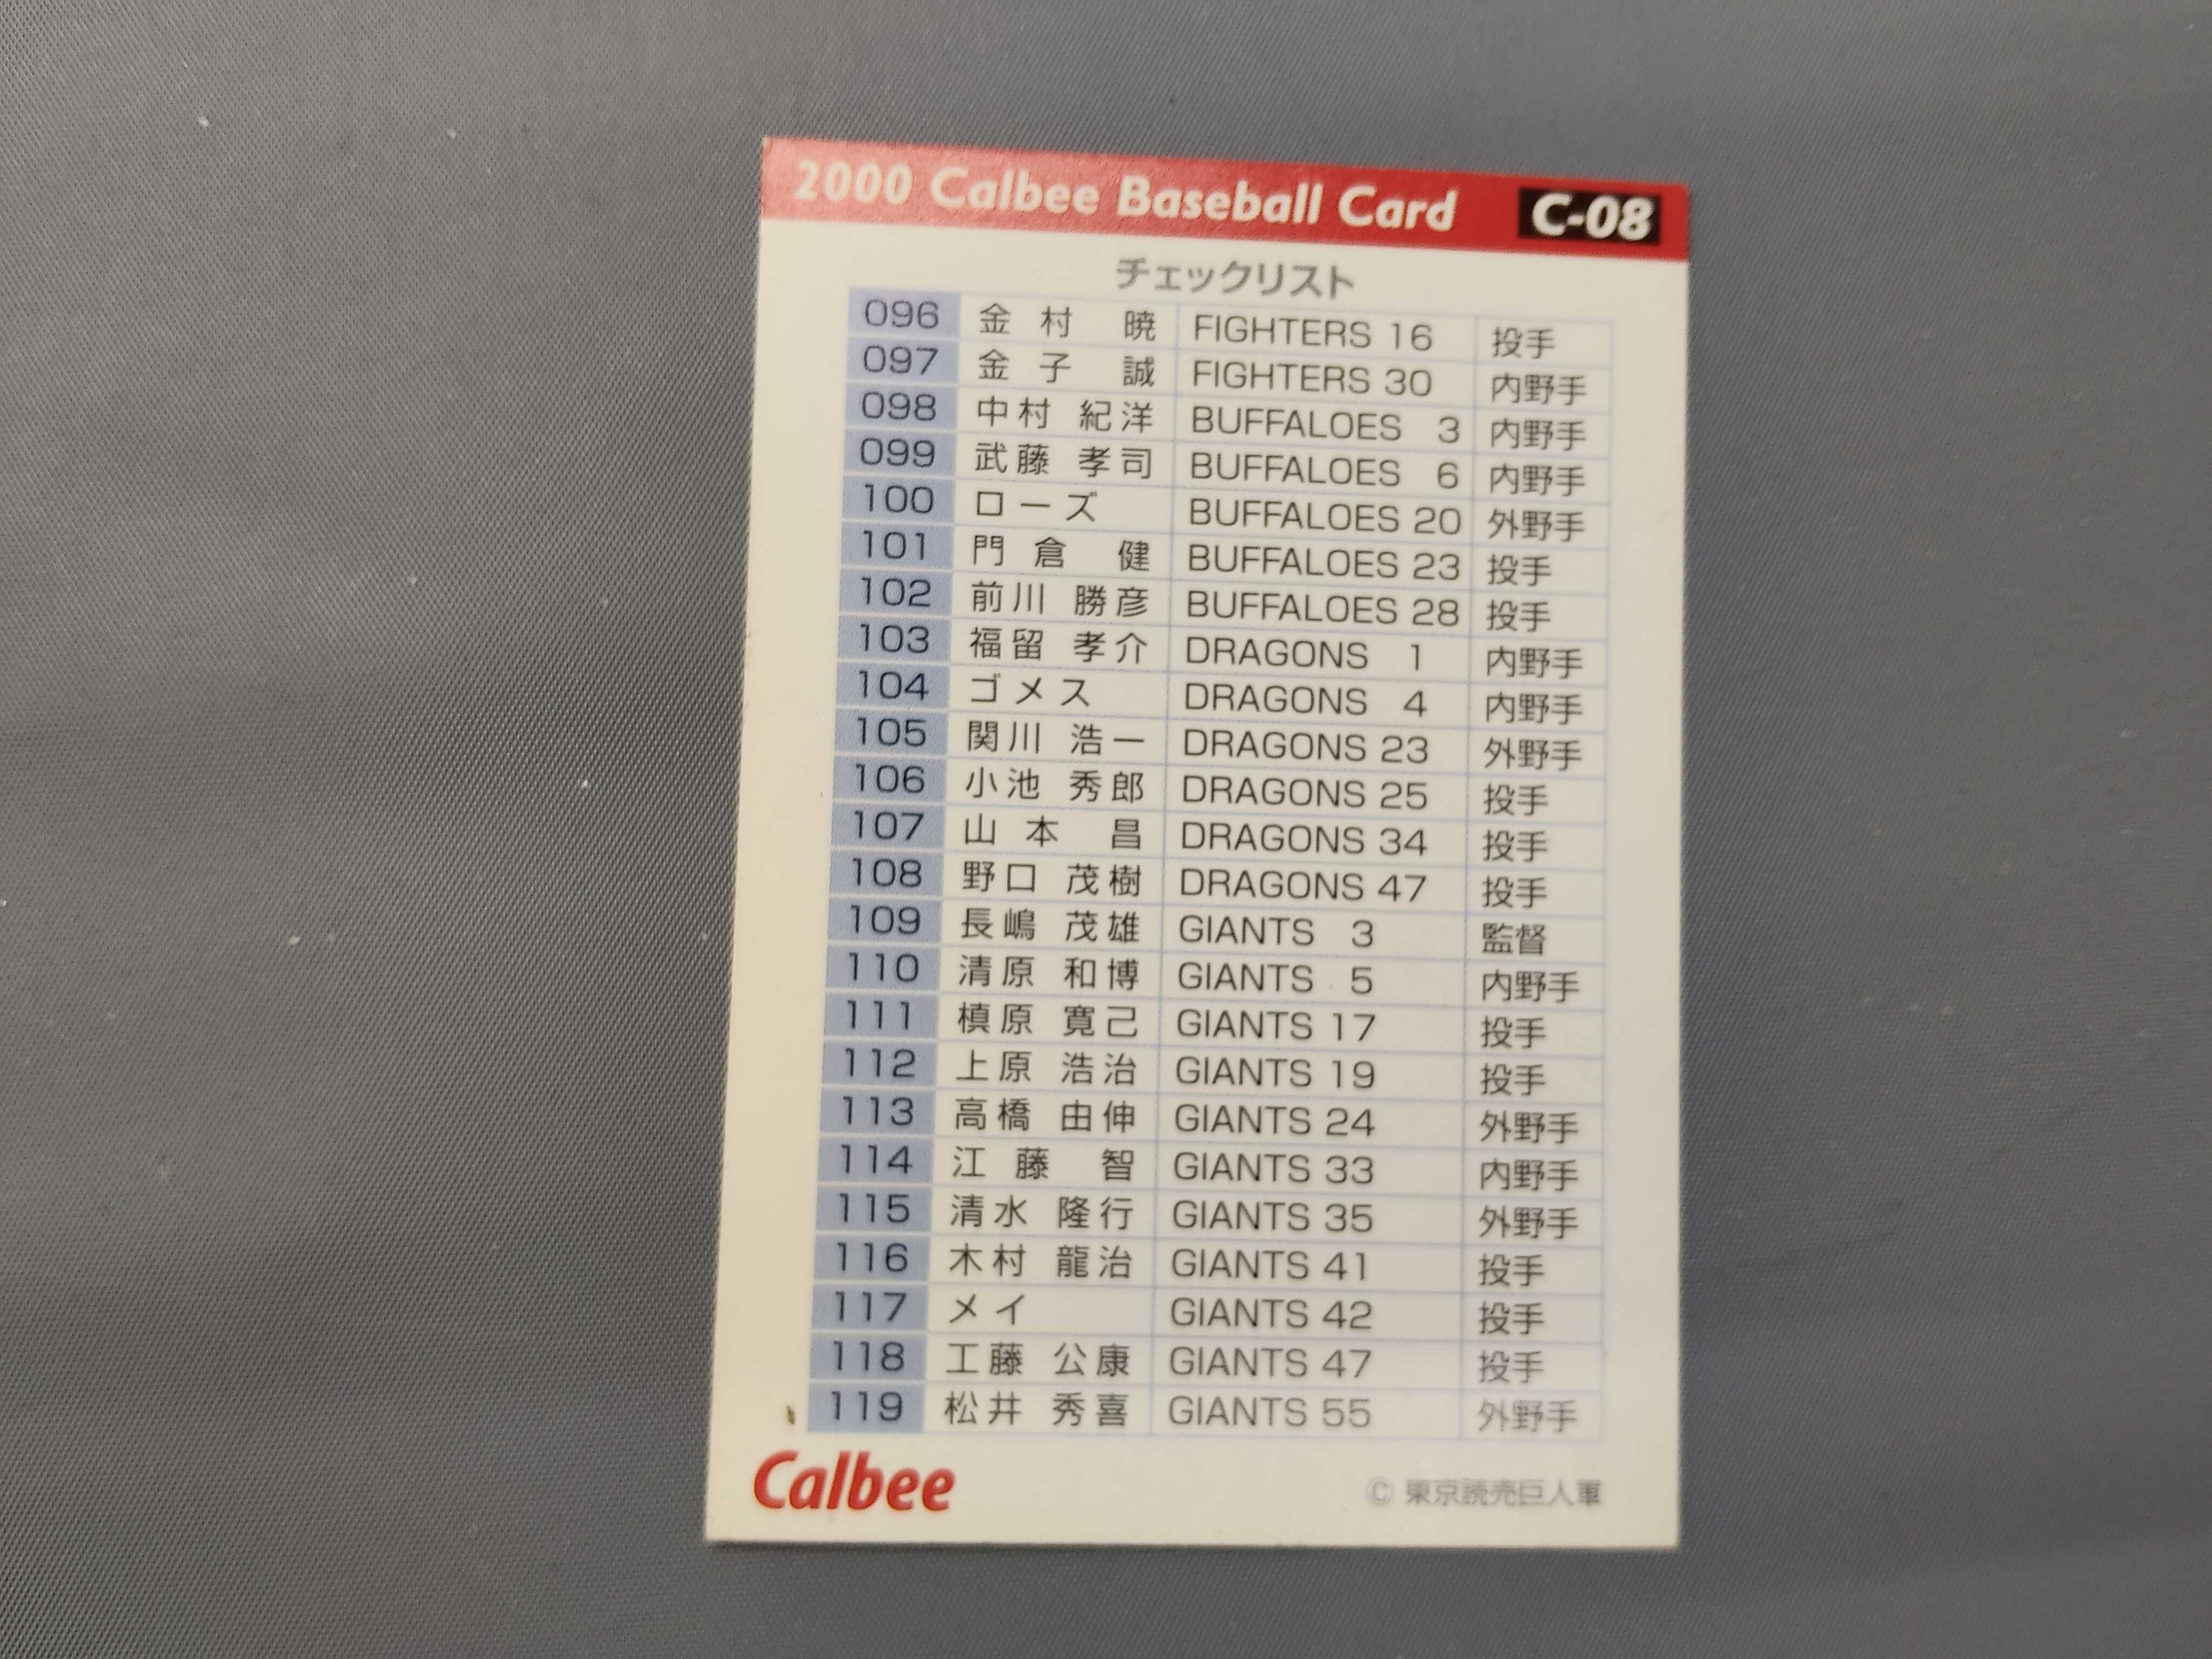 2000 Calbee Baseball Card C-08
チェックリスト
096 金村 暁 FIGHTERS 16 投手
097 金子 誠 FIGHTERS 30 内野手
098 中村 紀洋 BUFFALOES 3 内野手
099 武藤 孝司 BUFFALOES 6 内野手
100 ローズ BUFFALOES 20 外野手
101 門倉 健 BUFFALOES 23 投手
102 前川 勝彦 BUFFALOES 28 投手
103 福留 孝介 DRAGONS 1 内野手
104 ゴメス DRAGONS 4 内野手
105 関川 浩一 DRAGONS 23 外野手
106 小池 秀郎 DRAGONS 25 投手
107 山本 昌 DRAGONS 34 投手
108 野口 茂樹 DRAGONS 47 投手
109 長嶋 茂雄 GIANTS 3 監督
110 清原 和博 GIANTS 5 内野手
111 槙原 寛己 GIANTS 17 投手
112 上原 浩治 GIANTS 19 投手
113 高橋 由伸 GIANTS 24 外野手
114 江藤 智 GIANTS 33 内野手
115 清水 隆行 GIANTS 35 外野手
116 木村 龍治 GIANTS 41 投手
117 メイ GIANTS 42 投手
118 工藤 公康 GIANTS 47 投手
119 松井 秀喜 GIANTS 55 外野手
Calbee © 東京読売巨人軍